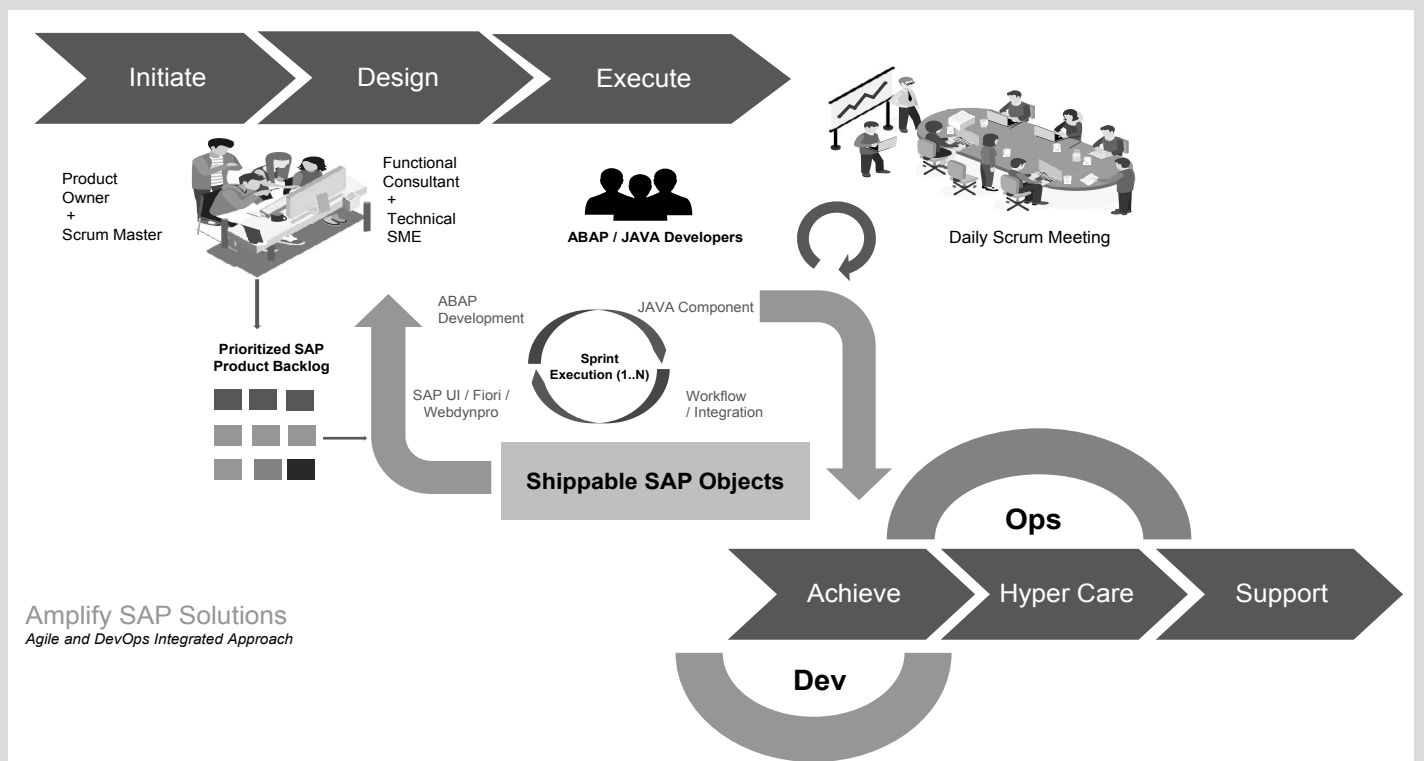 Initiate
Design
Execute
Product
Owner
+
Scrum Master
Functional
Consultant
+
Technical
SME
ABAP / JAVA Developers
Daily Scrum Meeting
ABAP
Development
JAVA Component
Sprint
Execution (1..N)
SAP UI / Fiori /
Webdynpro
Workflow
/ Integration
Prioritized SAP
Product Backlog
Shippable SAP Objects
Ops
Achieve
Hyper Care
Support
Dev
Amplify SAP Solutions
Agile and DevOps Integrated Approach